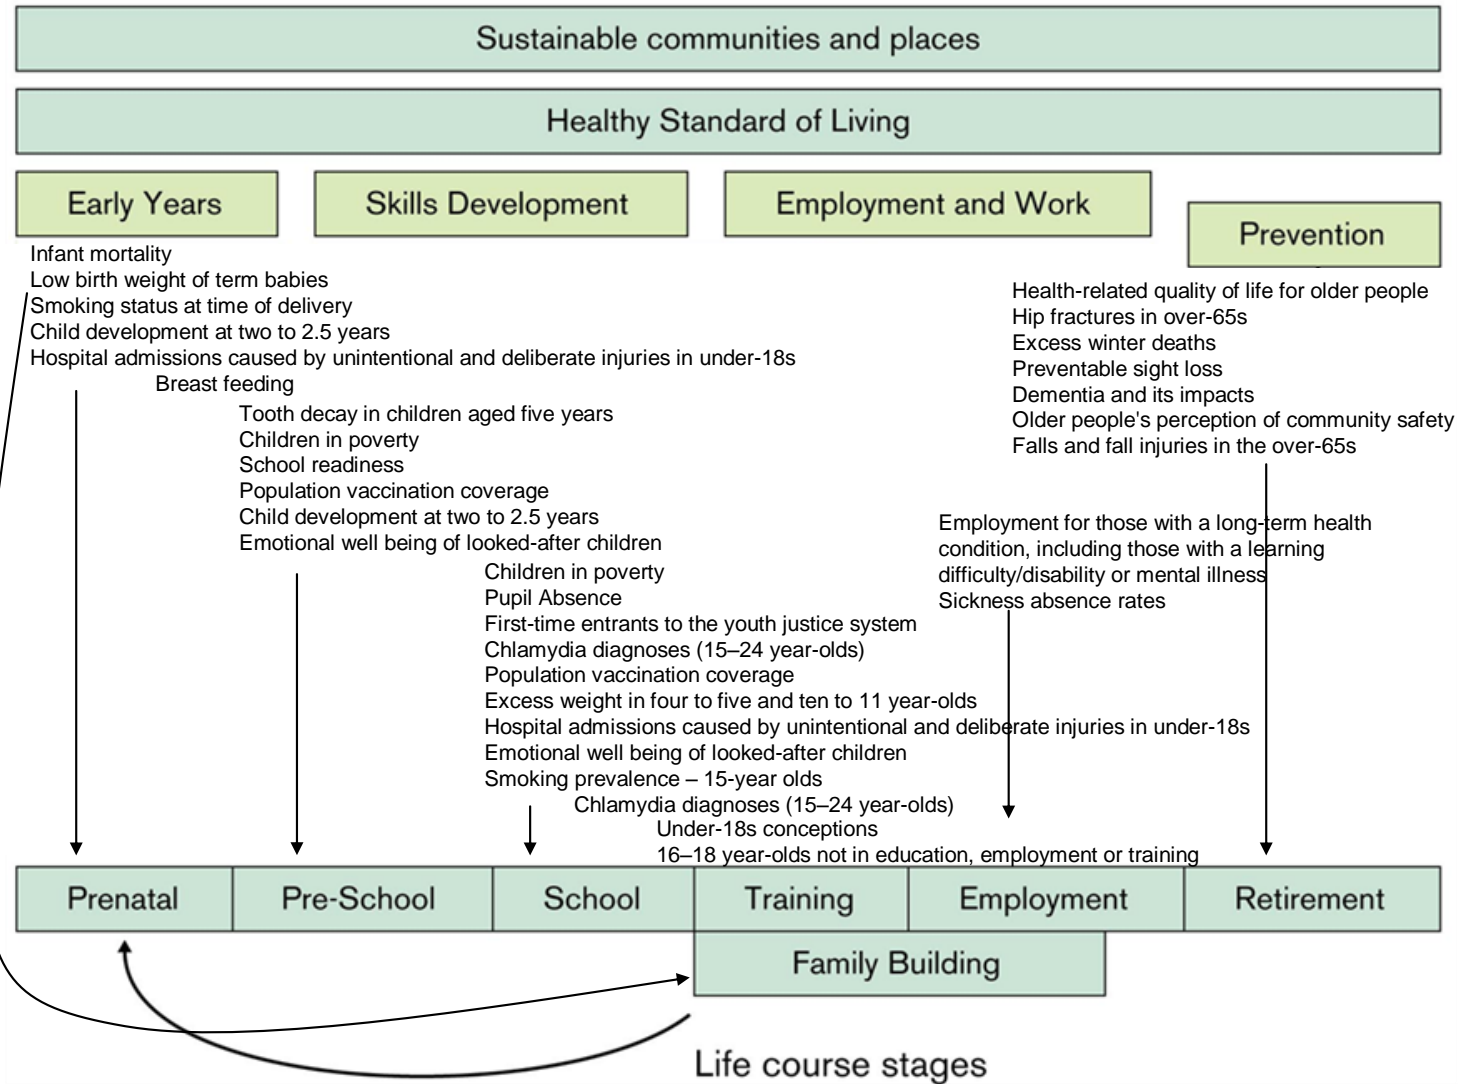 Sustainable communities and places
Healthy Standard of Living
Early Years
Skills Development
Employment and Work
Prevention
Infant mortality
Low birth weight of term babies
Smoking status at time of delivery
Child development at two to 2.5 years
Hospital admissions caused by unintentional and deliberate injuries in under-18s
Breast feeding
Tooth decay in children aged five years
Children in poverty
School readiness
Population vaccination coverage
Child development at two to 2.5 years
Emotional well being of looked-after children
Children in poverty
Pupil Absence
First-time entrants to the youth justice system
Chlamydia diagnoses (15–24 year-olds)
Population vaccination coverage
Excess weight in four to five and ten to 11 year-olds
Hospital admissions caused by unintentional and deliberate injuries in under-18s
Emotional well being of looked-after children
Smoking prevalence – 15-year olds
Chlamydia diagnoses (15–24 year-olds)
Under-18s conceptions
16–18 year-olds not in education, employment or training
Health-related quality of life for older people
Hip fractures in over-65s
Excess winter deaths
Preventable sight loss
Dementia and its impacts
Older people's perception of community safety
Falls and fall injuries in the over-65s
Employment for those with a long-term health
condition, including those with a learning
difficulty/disability or mental illness
Sickness absence rates
Prenatal
Pre-School
School
Training
Employment
Retirement
Family Building
Life course stages